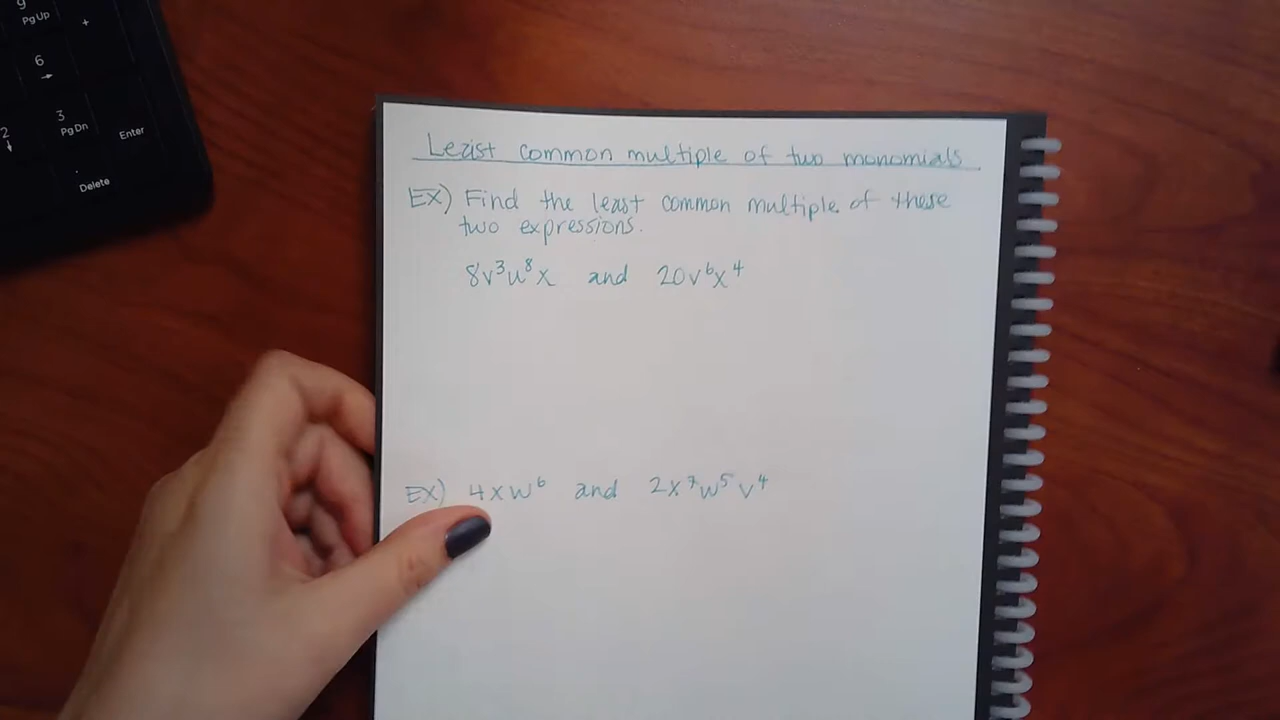 9
PgUp
+
6
→
3
PgDn
2
↓
Enter
.
Delete
Least common multiple of two monomials
EX) Find the least common multiple of these
two expressions.
8v³u⁸x and 20v⁶x⁴
EX) 4xw⁶ and 2x⁷w⁵v⁴